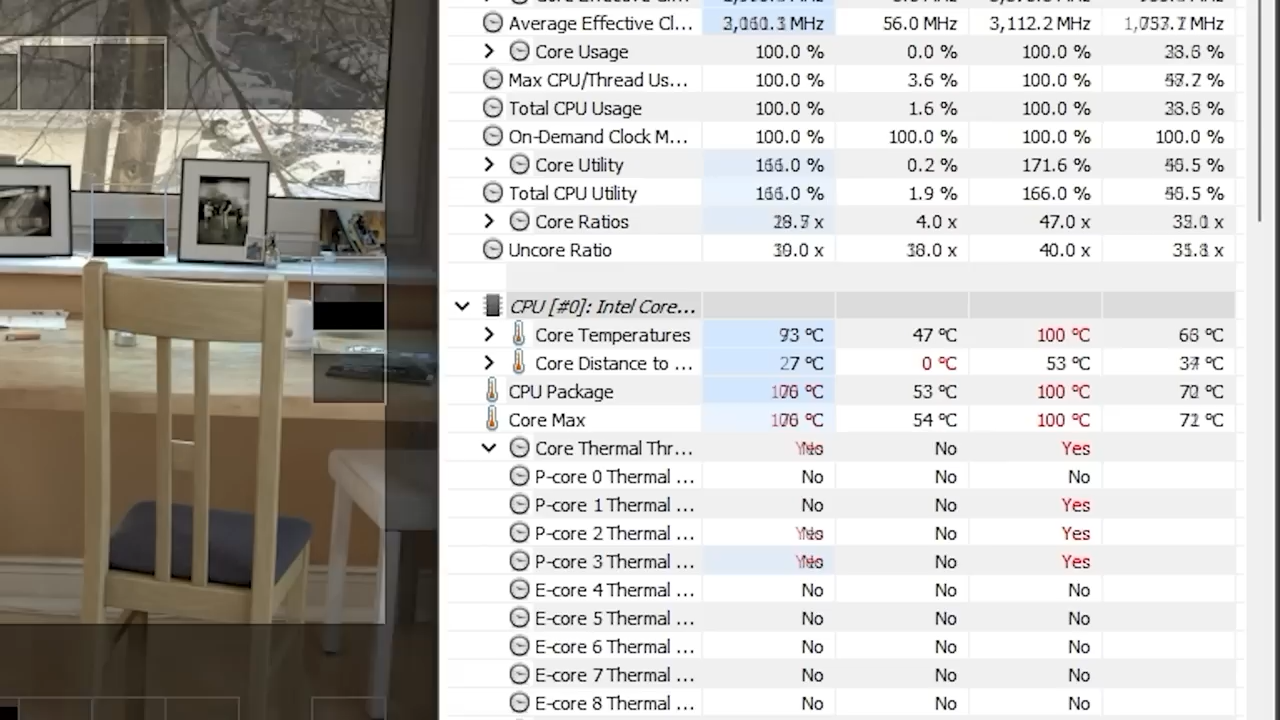 Average Effective Cl... MHz 56.0 MHz 3,112.2 MHz MHz
Core Usage 100.0 % 0.0 % 100.0 % %
Max CPU/Thread Us... 100.0 % 3.6 % 100.0 % %
Total CPU Usage 100.0 % 1.6 % 100.0 % %
On-Demand Clock M... 100.0 % 100.0 % 100.0 % 100.0 %
Core Utility % 0.2 % 171.6 % %
Total CPU Utility % 1.9 % 166.0 % %
Core Ratios x 4.0 x 47.0 x x
Uncore Ratio x x 40.0 x x
CPU [#0]: Intel Core...
Core Temperatures 93 °C 47 °C 100 °C °C
Core Distance to ... 27 °C 0 °C 53 °C °C
CPU Package °C 53 °C 100 °C °C
Core Max °C 54 °C 100 °C °C
Core Thermal Thr... No Yes
P-core 0 Thermal ... No No No
P-core 1 Thermal ... No No Yes
P-core 2 Thermal ... No Yes
P-core 3 Thermal ... No Yes
E-core 4 Thermal ... No No No
E-core 5 Thermal ... No No No
E-core 6 Thermal ... No No No
E-core 7 Thermal ... No No No
E-core 8 Thermal ... No No No